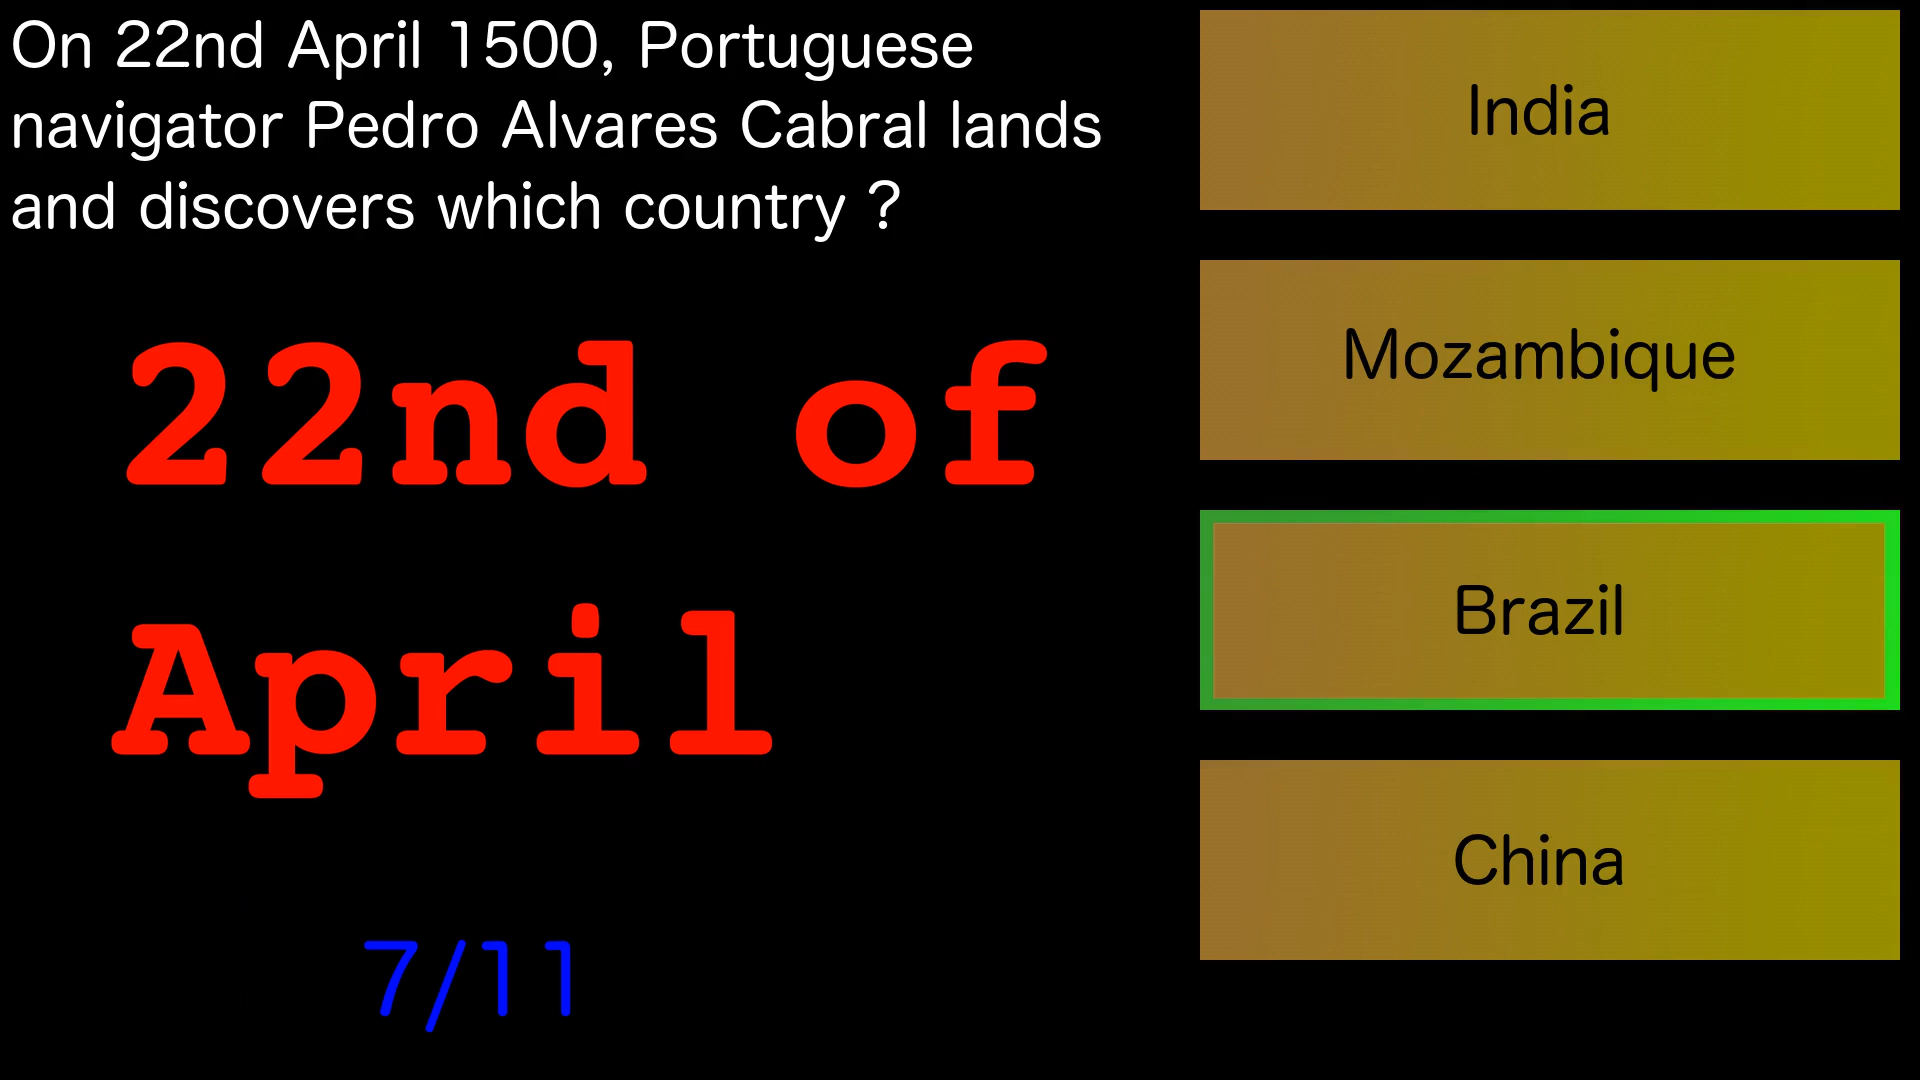 On 22nd April 1500, Portuguese
navigator Pedro Alvares Cabral lands
and discovers which country ?
22nd of
April
7/11
India
Mozambique
Brazil
China